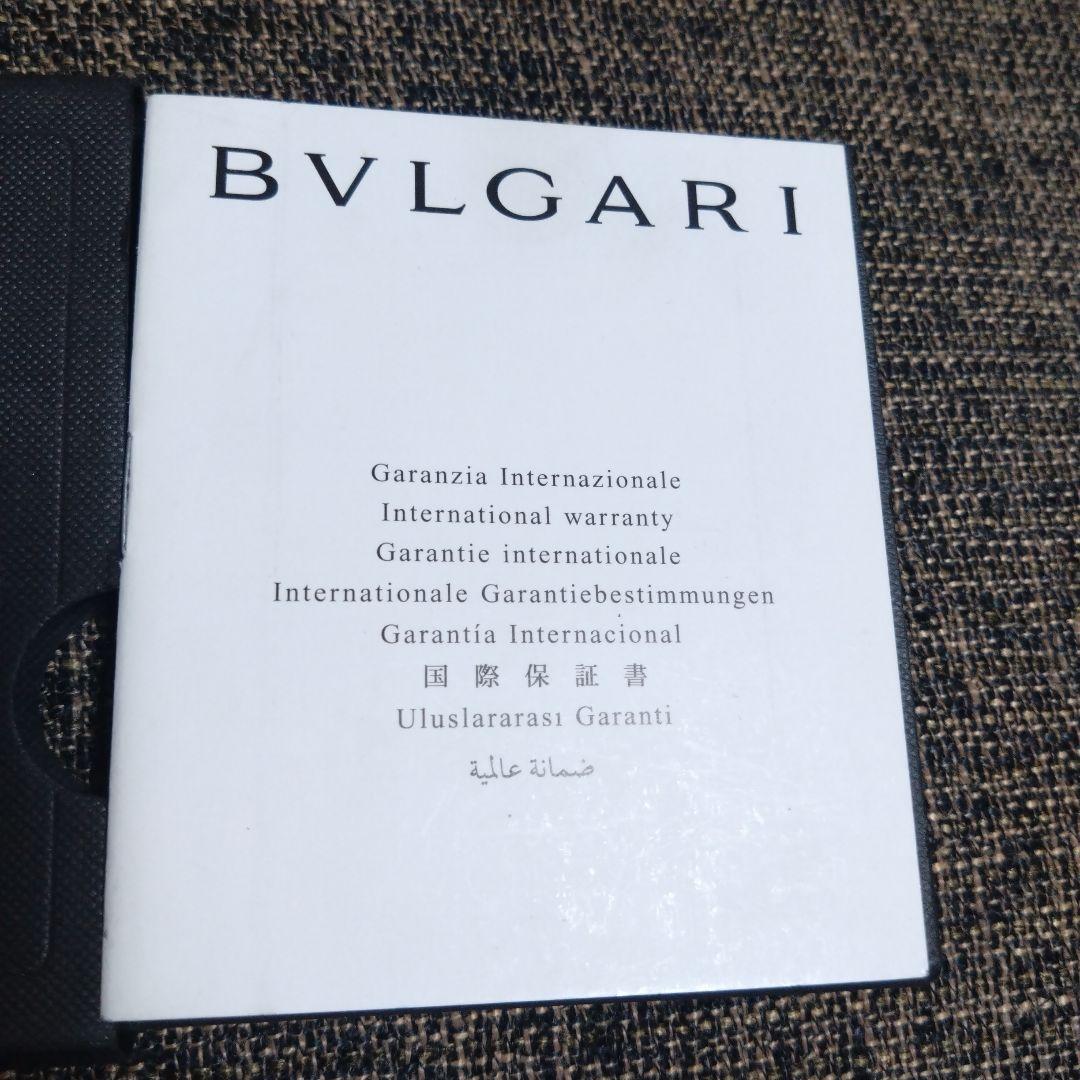 BVLGARI
Garanzia Internazionale
International warranty
Garantie internationale
Internationale Garantiebestimmungen
Garantía Internacional
国際保証書
Uluslararası Garanti
ضمانة عالمية